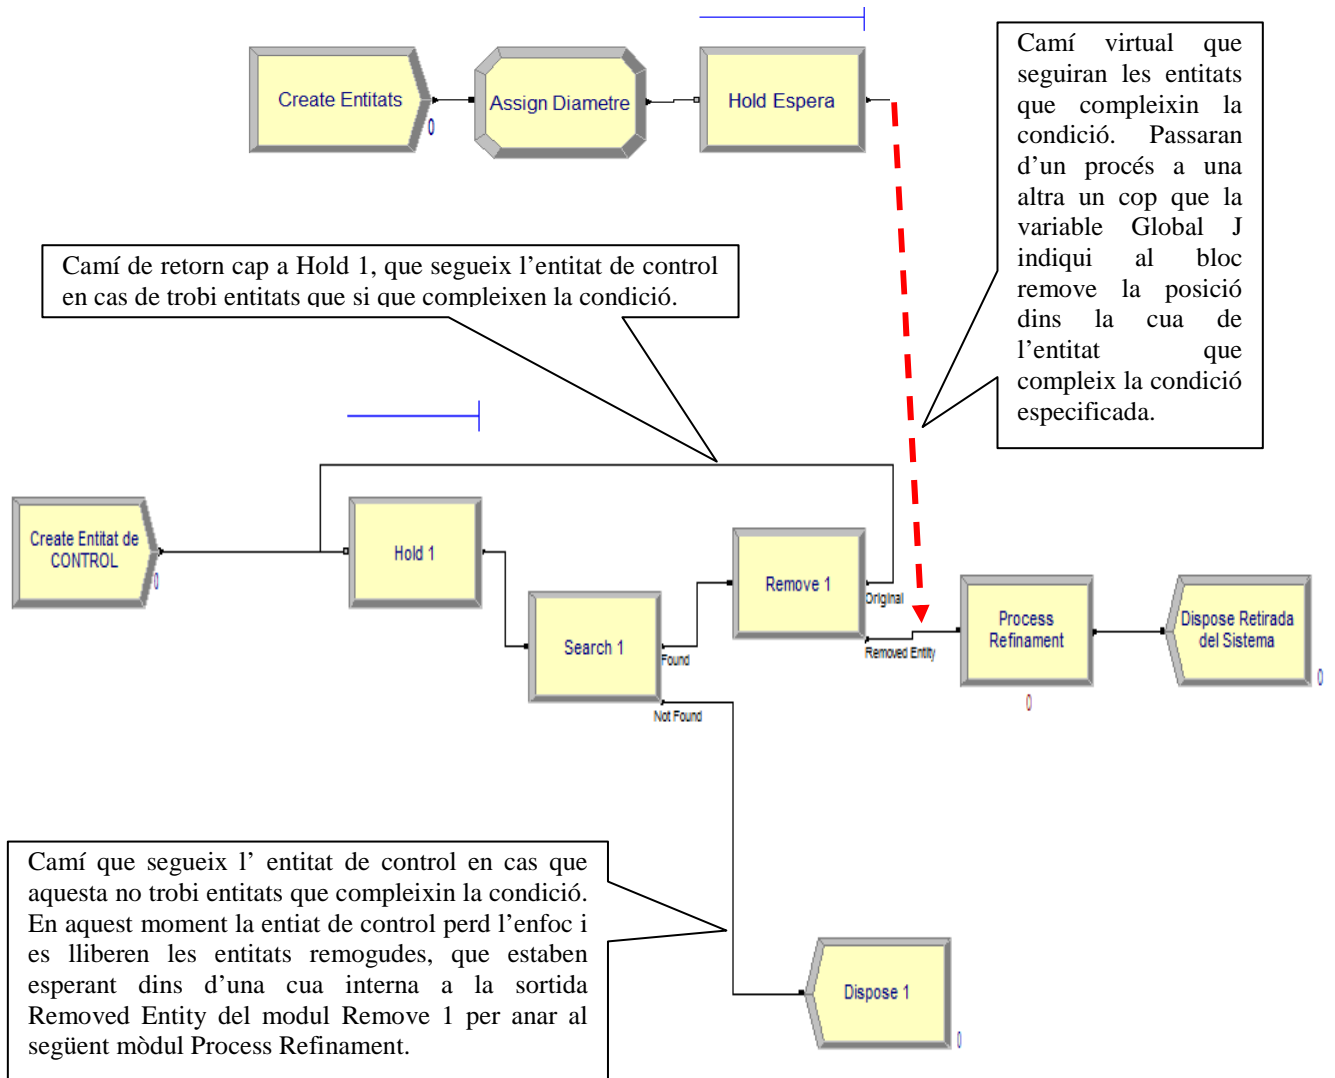 Create Entitats
0
Assign Diametre
Hold Espera
Camí virtual que
seguiran les entitats
que compleixin la
condició. Passaran
d’un procés a una
altra un cop que la
variable Global J
indiqui al bloc
remove la posició
dins la cua de
l’entitat que
compleix la condició
especificada.
Camí de retorn cap a Hold 1, que segueix l’entitat de control
en cas de trobi entitats que si que compleixen la condició.
Create Entitat de
CONTROL
0
Hold 1
Search 1
Found
Not Found
Remove 1
Original
Removed Entity
Process
Refinament
0
Dispose Retirada
del Sistema
0
Camí que segueix l’ entitat de control en cas que
aquesta no trobi entitats que compleixin la condició.
En aquest moment la entiat de control perd l’enfoc i
es lliberen les entitats remogudes, que estaben
esperant dins d’una cua interna a la sortida
Removed Entity del modul Remove 1 per anar al
següent mòdul Process Refinament.
Dispose 1
0